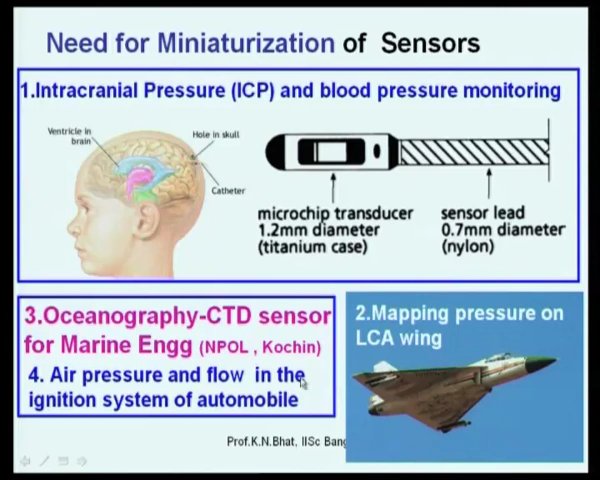 Need for Miniaturization of Sensors
1.Intracranial Pressure (ICP) and blood pressure monitoring
Ventricle in
brain
Hole in skull
Catheter
microchip transducer
1.2mm diameter
(titanium case)
sensor lead
0.7mm diameter
(nylon)
3.Oceanography-CTD sensor
for Marine Engg (NPOL , Kochin)
4. Air pressure and flow in the
ignition system of automobile
2.Mapping pressure on
LCA wing
Prof.K.N.Bhat, IISc Bang